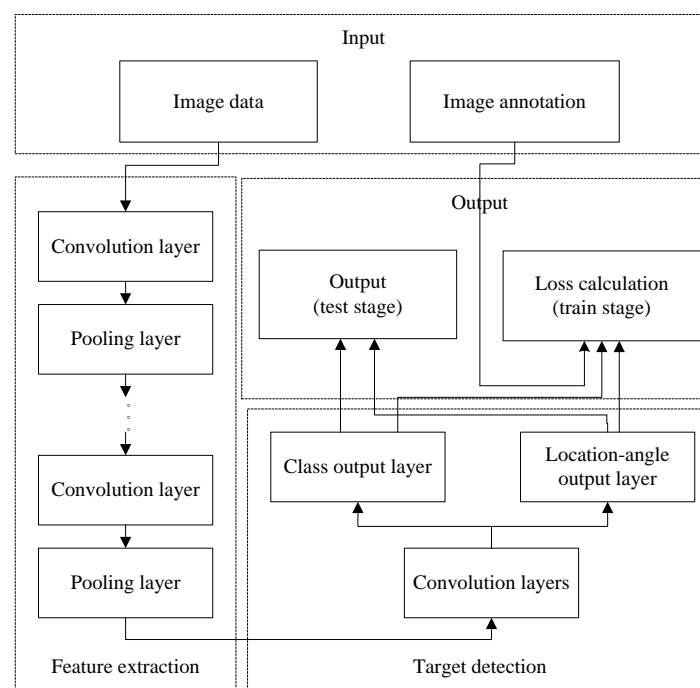 Input
Image data
Image annotation
Convolution layer
Pooling layer
Convolution layer
Pooling layer
Feature extraction
Output
Output
(test stage)
Loss calculation
(train stage)
Class output layer
Location-angle
output layer
Convolution layers
Target detection